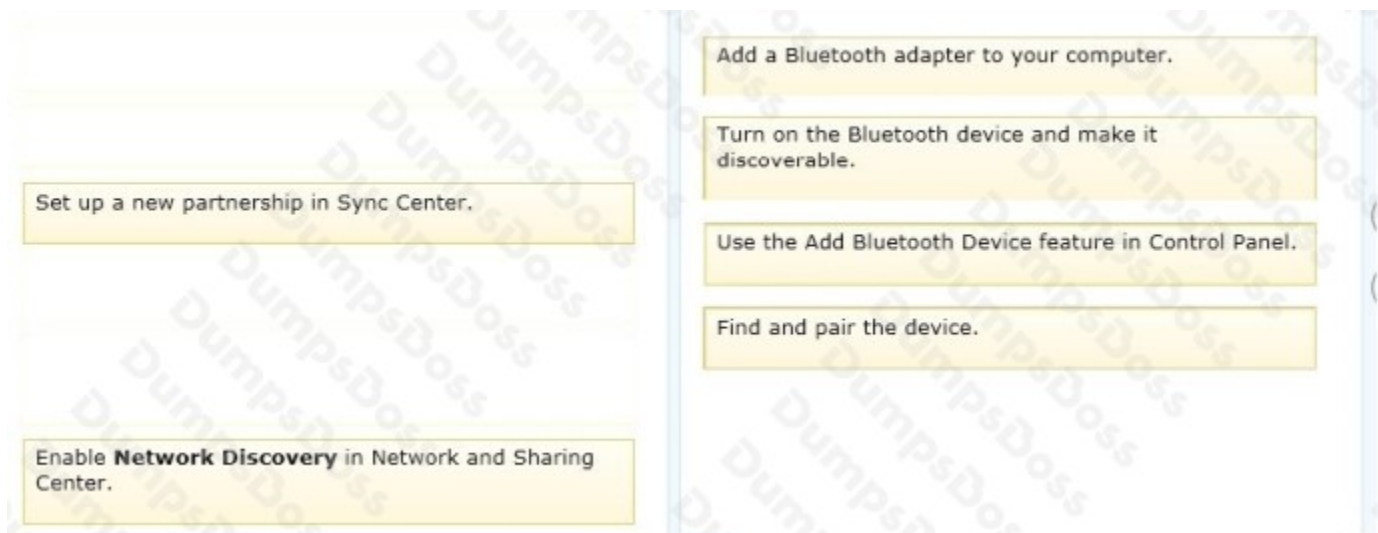 Set up a new partnership in Sync Center.
Enable Network Discovery in Network and Sharing
Center.
Add a Bluetooth adapter to your computer.
Turn on the Bluetooth device and make it
discoverable.
Use the Add Bluetooth Device feature in Control Panel.
Find and pair the device.
DumpsDoss